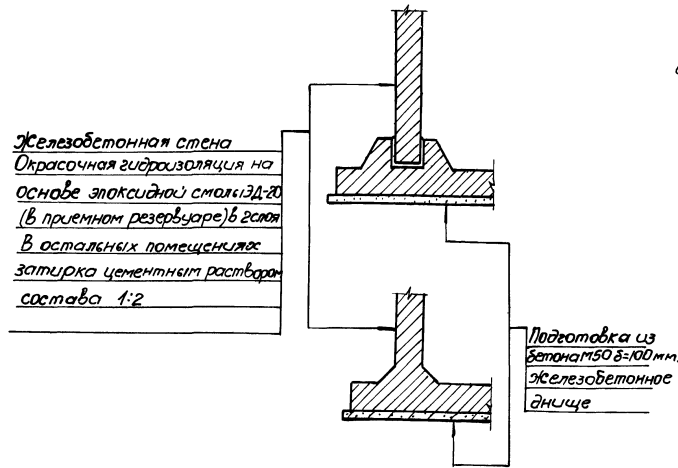 Железобетонная стена
Окрасочная гидроизоляция на
основе эпоксидной смолы ЭД-20
(в приемном резервуаре) в 2 слоя
В остальных помещениях
затирка цементным раствором
состава 1:2
Подготовка из
бетона М50 δ=100 мм.
Железобетонное
днище